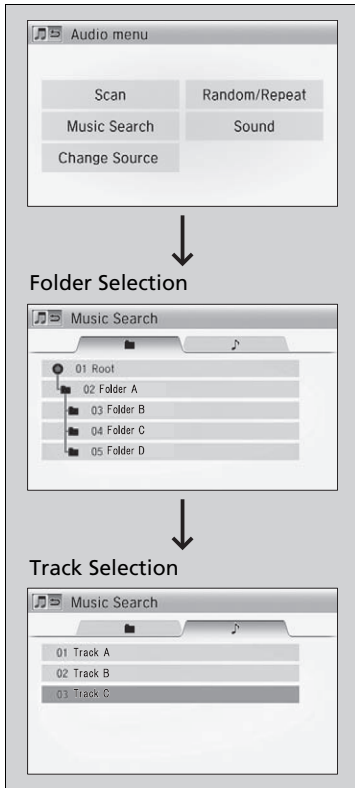 Audio menu
Scan Random/Repeat
Music Search Sound
Change Source
Folder Selection
Music Search
01 Root
02 Folder A
03 Folder B
04 Folder C
05 Folder D
Track Selection
Music Search
01 Track A
02 Track B
03 Track C